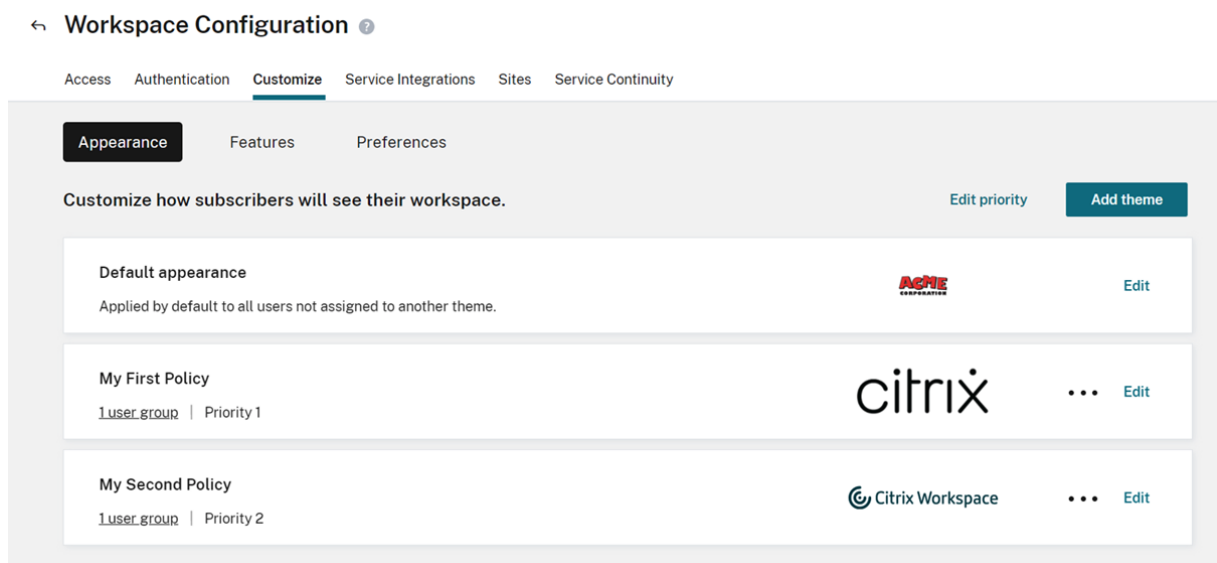 Workspace Configuration ?
Access Authentication Customize Service Integrations Sites Service Continuity
Appearance Features Preferences
Customize how subscribers will see their workspace. Edit priority Add theme
Default appearance
ACME
CORPORATION
Edit
Applied by default to all users not assigned to another theme.
My First Policy
citrix
Edit
1 user group | Priority 1
My Second Policy
Citrix Workspace
Edit
1 user group | Priority 2